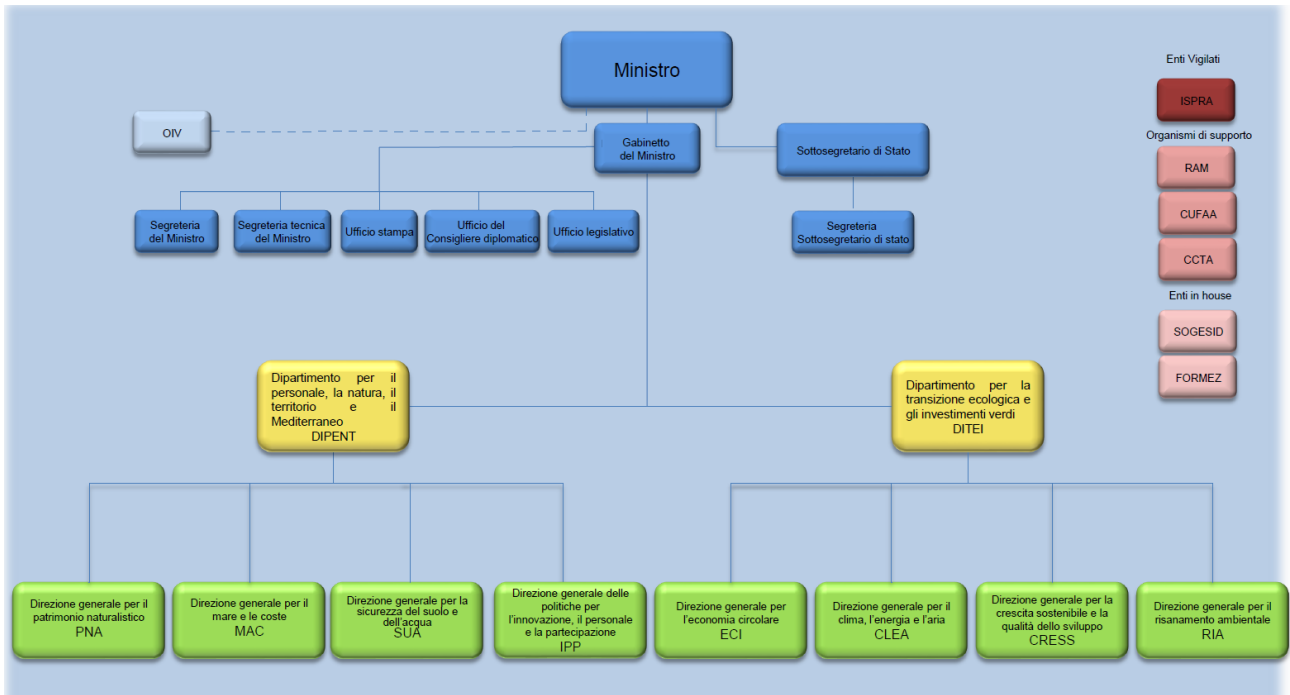 Ministro
Enti Vigilati
ISPRA
OIV
Gabinetto
del Ministro
Sottosegretario di Stato
Organismi di supporto
RAM
CUFAA
CCTA
Segreteria
del Ministro
Segreteria tecnica
del Ministro
Ufficio stampa
Ufficio del
Consigliere diplomatico
Ufficio legislativo
Segreteria
Sottosegretario di stato
Enti in house
SOGESID
FORMEZ
Dipartimento per il
personale, la natura, il
territorio e il
Mediterraneo
DIPENT
Dipartimento per la
transizione ecologica e
gli investimenti verdi
DITEI
Direzione generale per il
patrimonio naturalistico
PNA
Direzione generale per il
mare e le coste
MAC
Direzione generale per la
sicurezza del suolo e
dell'acqua
SUA
Direzione generale delle
politiche per
l'innovazione, il personale
e la partecipazione
IPP
Direzione generale per
l'economia circolare
ECI
Direzione generale per il
clima, l'energia e l'aria
CLEA
Direzione generale per la
crescita sostenibile e la
qualità dello sviluppo
CRESS
Direzione generale per il
risanamento ambientale
RIA